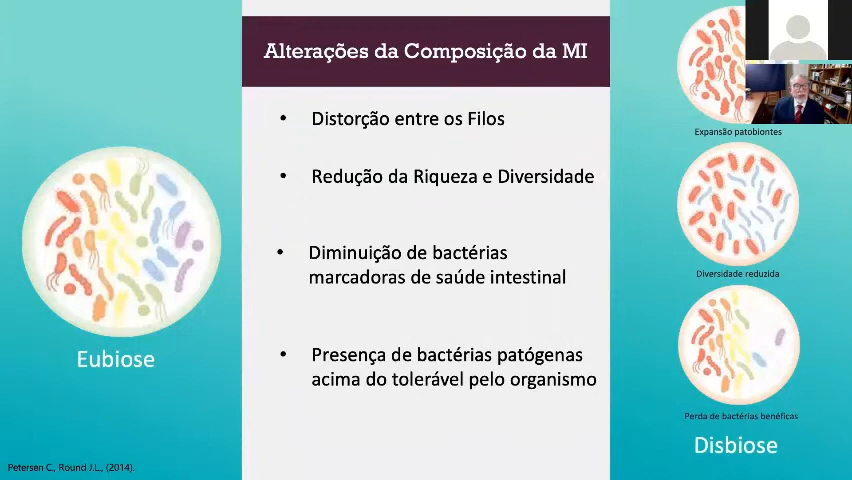 Alterações da Composição da MI
• Distorção entre os Filos
• Redução da Riqueza e Diversidade
• Diminuição de bactérias
marcadoras de saúde intestinal
• Presença de bactérias patógenas
acima do tolerável pelo organismo
Eubiose
Petersen C., Round J.L., (2014).
Expansão patobiontes
Diversidade reduzida
Perda de bactérias benéficas
Disbiose